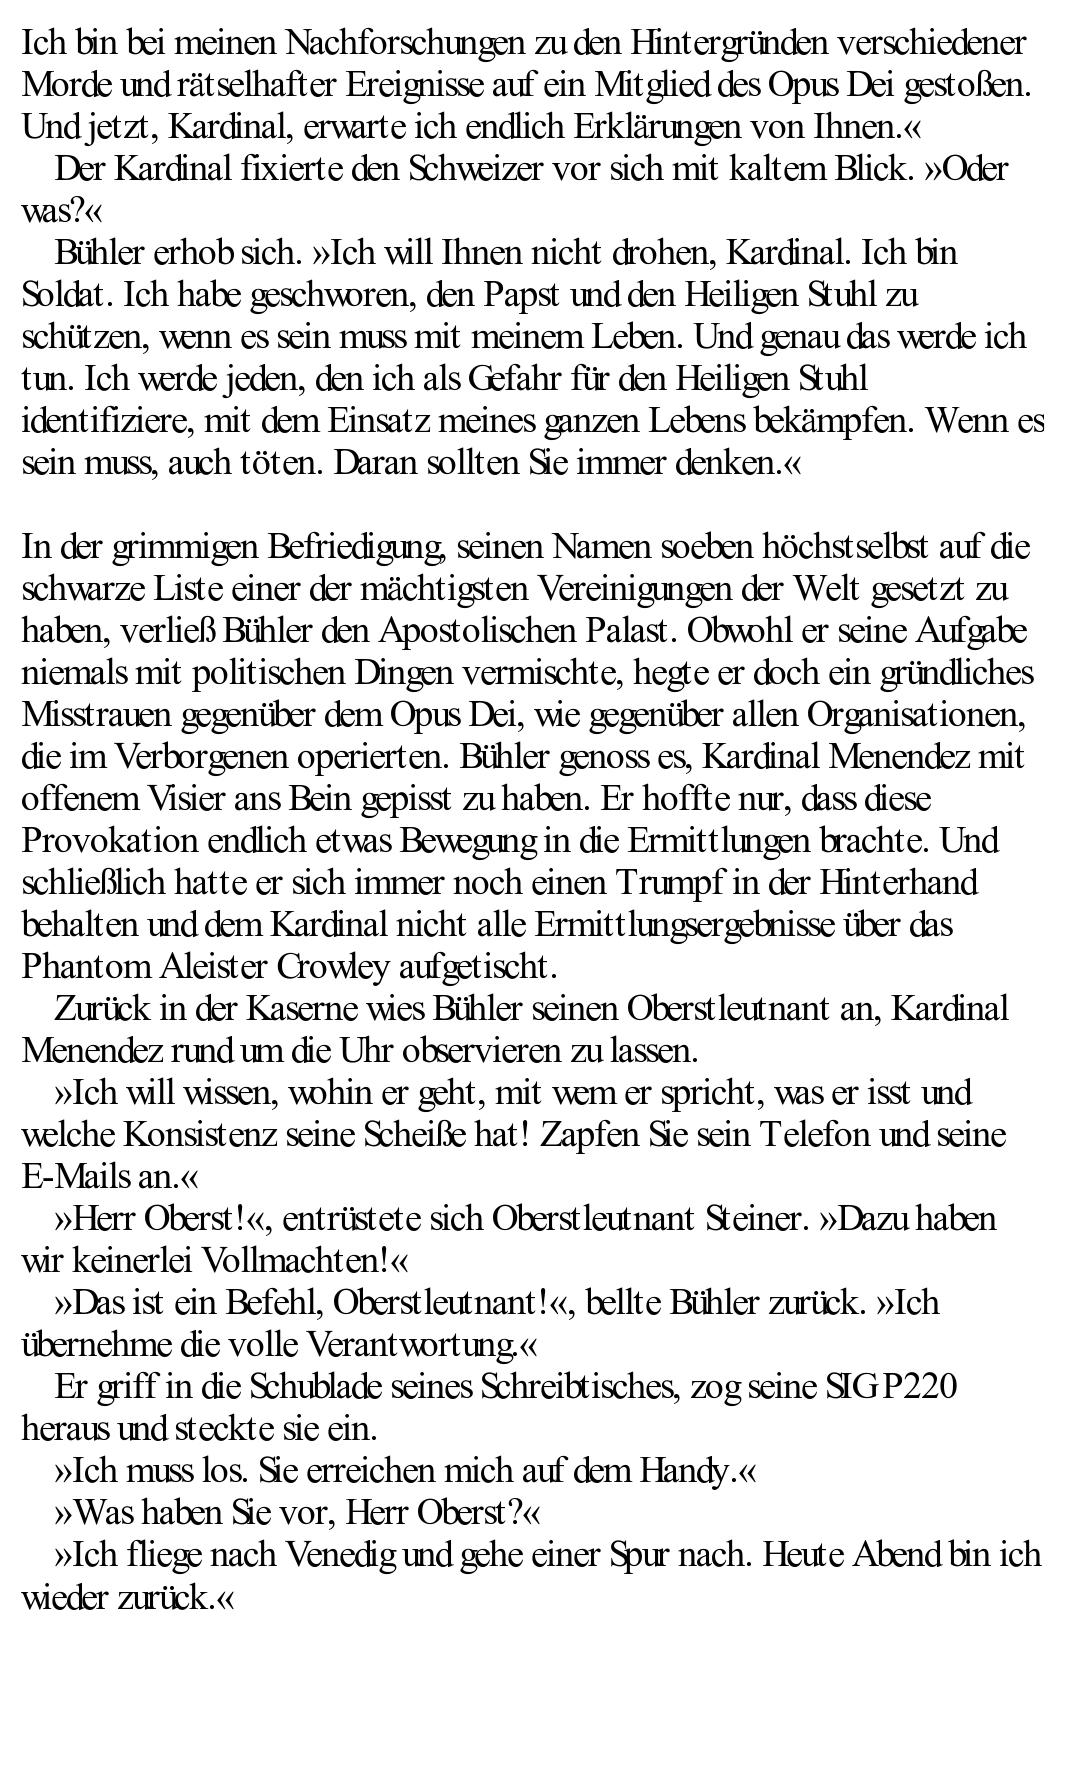 Ich bin bei meinen Nachforschungen zu den Hintergründen verschiedener
Morde und rätselhafter Ereignisse auf ein Mitglied des Opus Dei gestoßen.
Und jetzt, Kardinal, erwarte ich endlich Erklärungen von Ihnen.«
Der Kardinal fixierte den Schweizer vor sich mit kaltem Blick. »Oder
was?«
Bühler erhob sich. »Ich will Ihnen nicht drohen, Kardinal. Ich bin
Soldat. Ich habe geschworen, den Papst und den Heiligen Stuhl zu
schützen, wenn es sein muss mit meinem Leben. Und genau das werde ich
tun. Ich werde jeden, den ich als Gefahr für den Heiligen Stuhl
identifiziere, mit dem Einsatz meines ganzen Lebens bekämpfen. Wenn es
sein muss, auch töten. Daran sollten Sie immer denken.«
In der grimmigen Befriedigung, seinen Namen soeben höchstselbst auf die
schwarze Liste einer der mächtigsten Vereinigungen der Welt gesetzt zu
haben, verließ Bühler den Apostolischen Palast. Obwohl er seine Aufgabe
niemals mit politischen Dingen vermischte, hegte er doch ein gründliches
Misstrauen gegenüber dem Opus Dei, wie gegenüber allen Organisationen,
die im Verborgenen operierten. Bühler genoss es, Kardinal Menendez mit
offenem Visier ans Bein gepisst zu haben. Er hoffte nur, dass diese
Provokation endlich etwas Bewegung in die Ermittlungen brachte. Und
schließlich hatte er sich immer noch einen Trumpf in der Hinterhand
behalten und dem Kardinal nicht alle Ermittlungsergebnisse über das
Phantom Aleister Crowley aufgetischt.
Zurück in der Kaserne wies Bühler seinen Oberstleutnant an, Kardinal
Menendez rund um die Uhr observieren zu lassen.
»Ich will wissen, wohin er geht, mit wem er spricht, was er isst und
welche Konsistenz seine Scheiße hat! Zapfen Sie sein Telefon und seine
E-Mails an.«
»Herr Oberst!«, entrüstete sich Oberstleutnant Steiner. »Dazu haben
wir keinerlei Vollmachten!«
»Das ist ein Befehl, Oberstleutnant!«, bellte Bühler zurück. »Ich
übernehme die volle Verantwortung.«
Er griff in die Schublade seines Schreibtisches, zog seine SIG P220
heraus und steckte sie ein.
»Ich muss los. Sie erreichen mich auf dem Handy.«
»Was haben Sie vor, Herr Oberst?«
»Ich fliege nach Venedig und gehe einer Spur nach. Heute Abend bin ich
wieder zurück.«